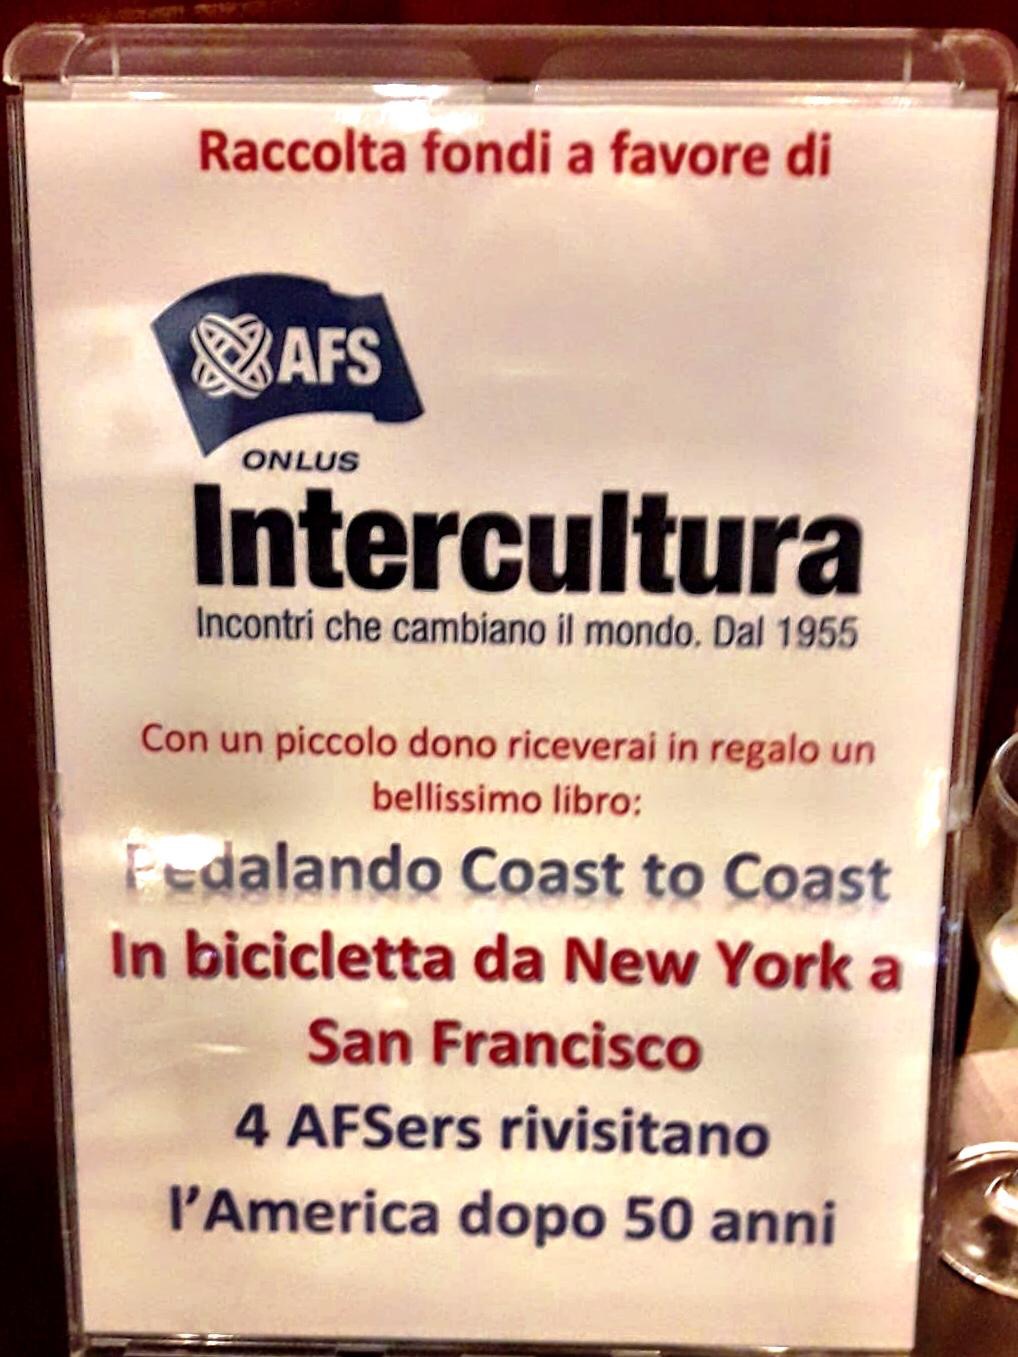 Raccolta fondi a favore di
AFS
ONLUS
Intercultura
Incontri che cambiano il mondo. Dal 1955
Con un piccolo dono riceverai in regalo un
bellissimo libro:
Pedalando Coast to Coast
In bicicletta da New York a
San Francisco
4 AFSers rivisitano
l'America dopo 50 anni